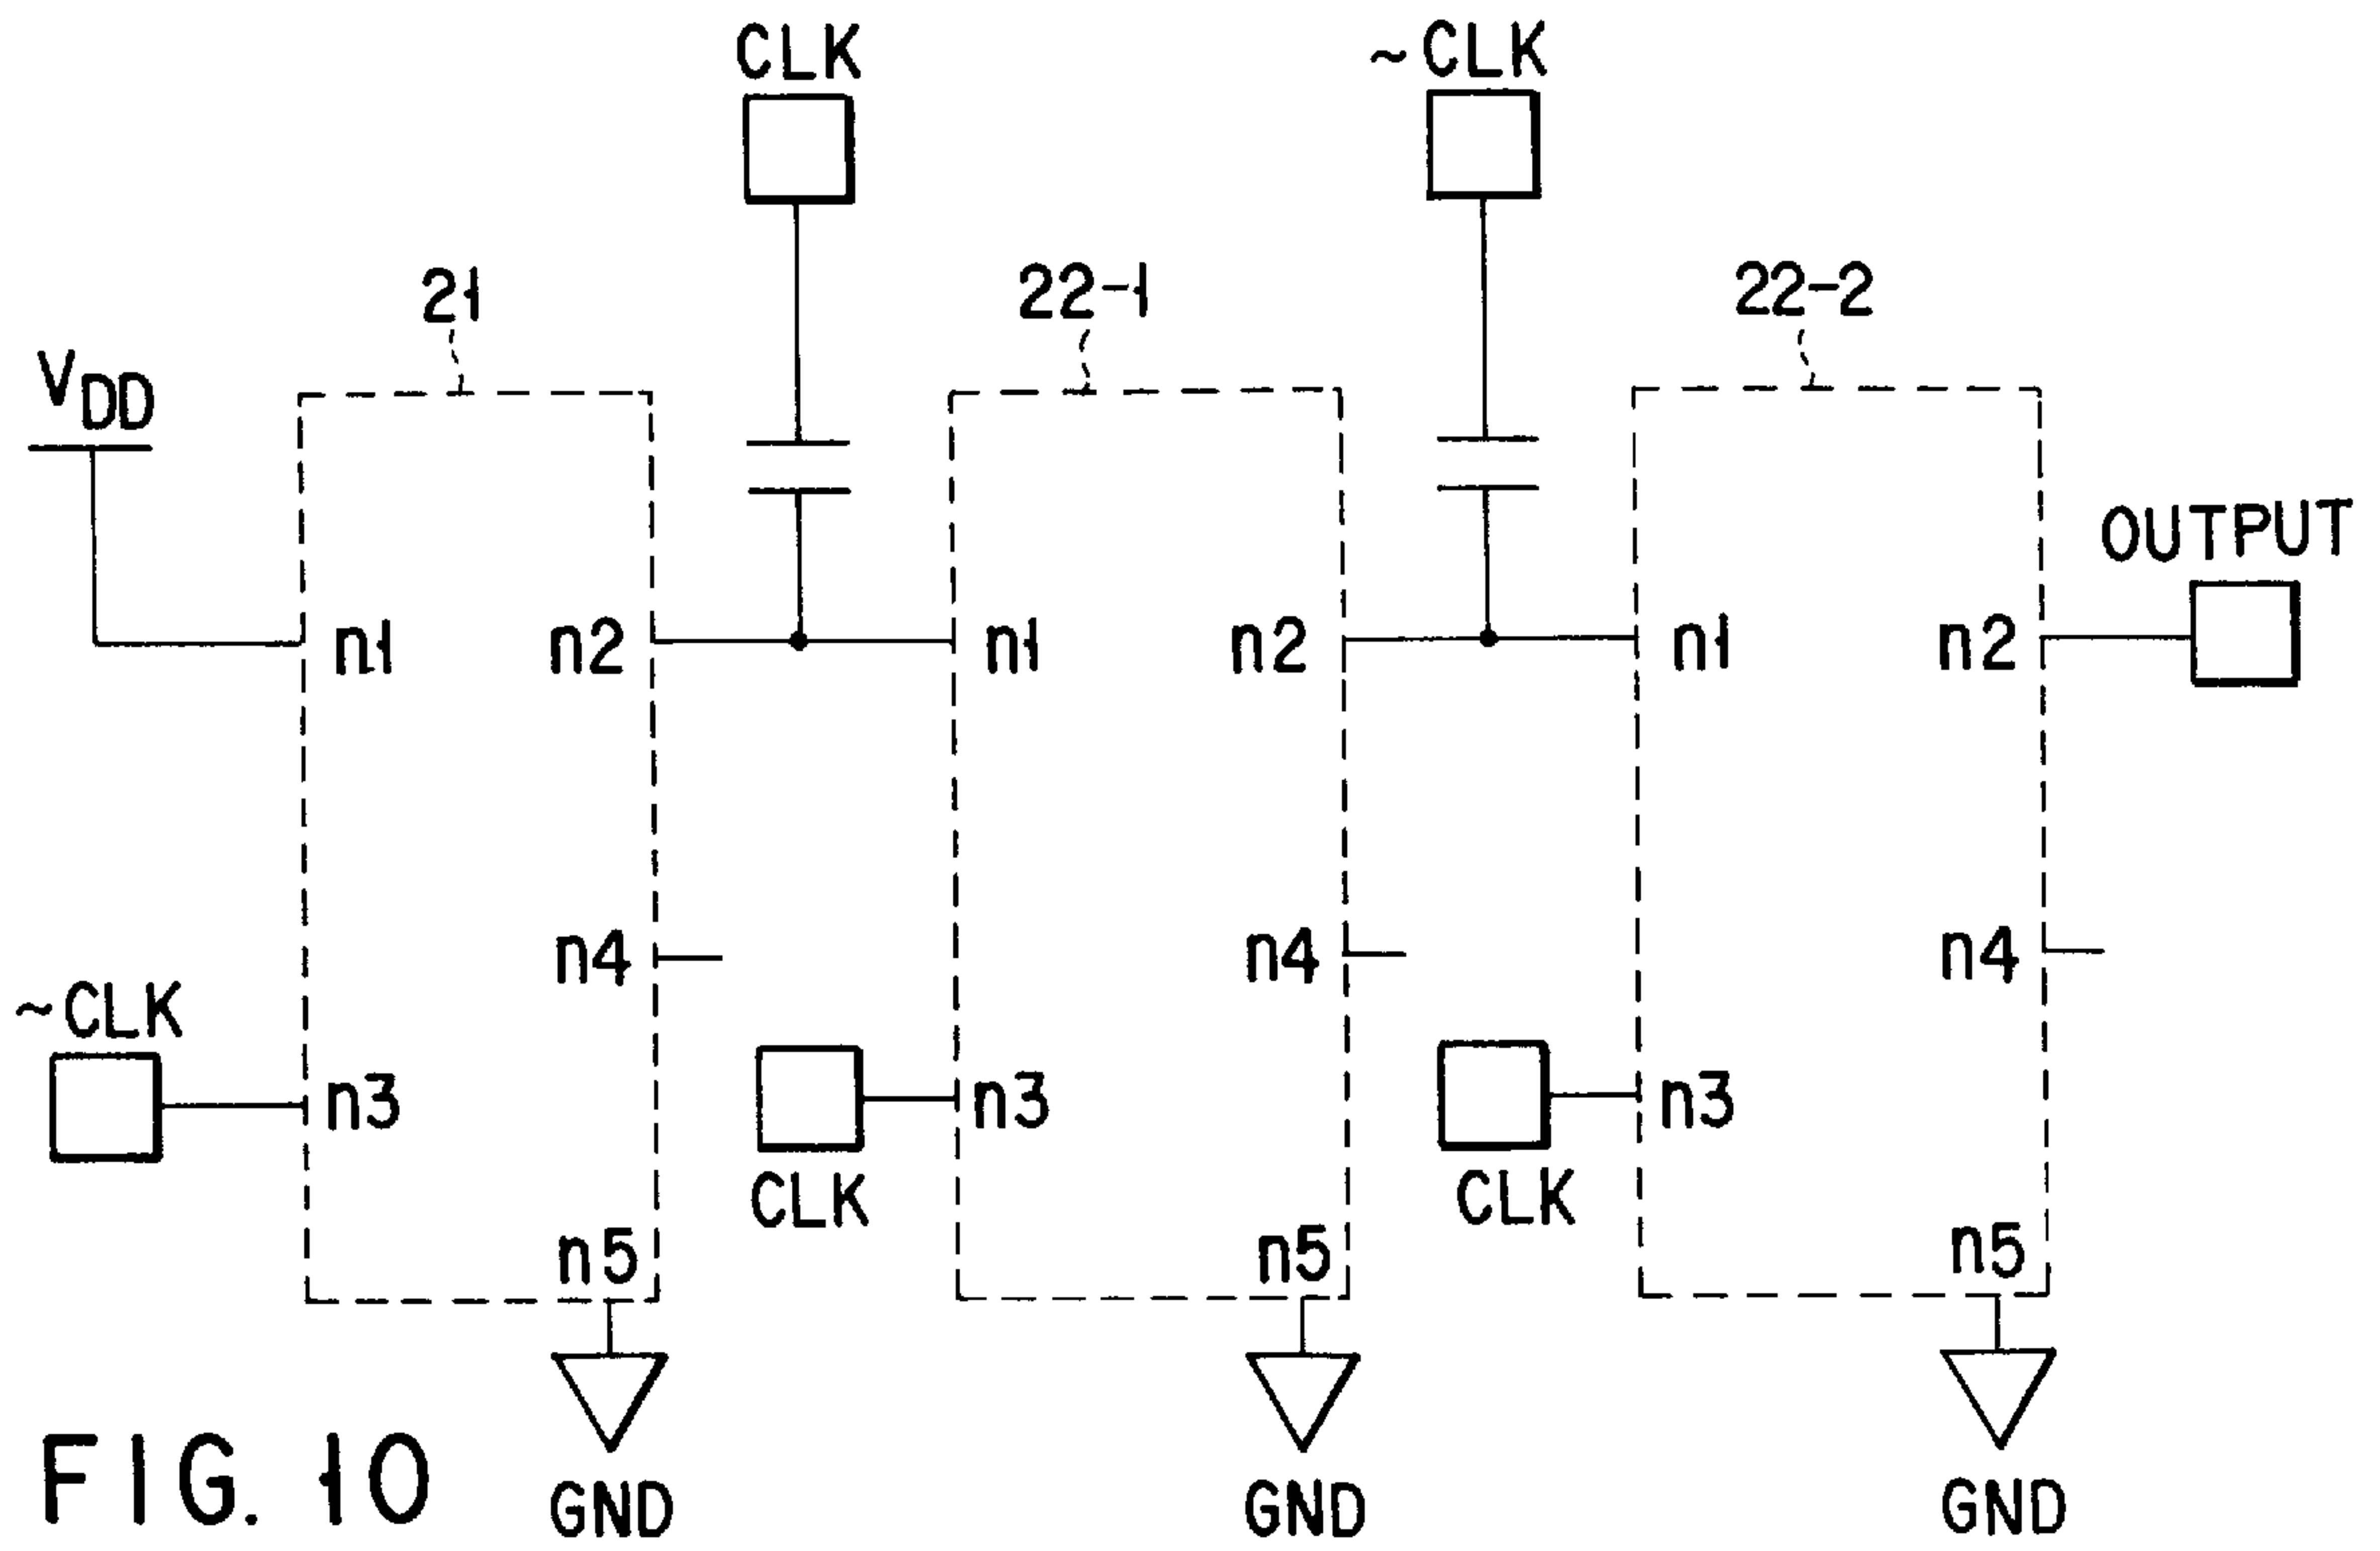 CLK
~CLK
21
22-1
22-2
VDD
OUTPUT
n1
n2
n1
n2
n1
n2
n4
n4
n4
~CLK
n3
n3
n3
CLK
CLK
n5
n5
n5
GND
GND
GND
FIG. 10